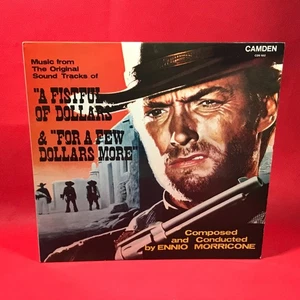 CAMDEN
Music from
The Original
Sound Tracks of
"A FISTFUL
OF DOLLARS"
& "FOR A FEW
DOLLARS MORE"
Composed
and Conducted
by ENNIO MORRICONE